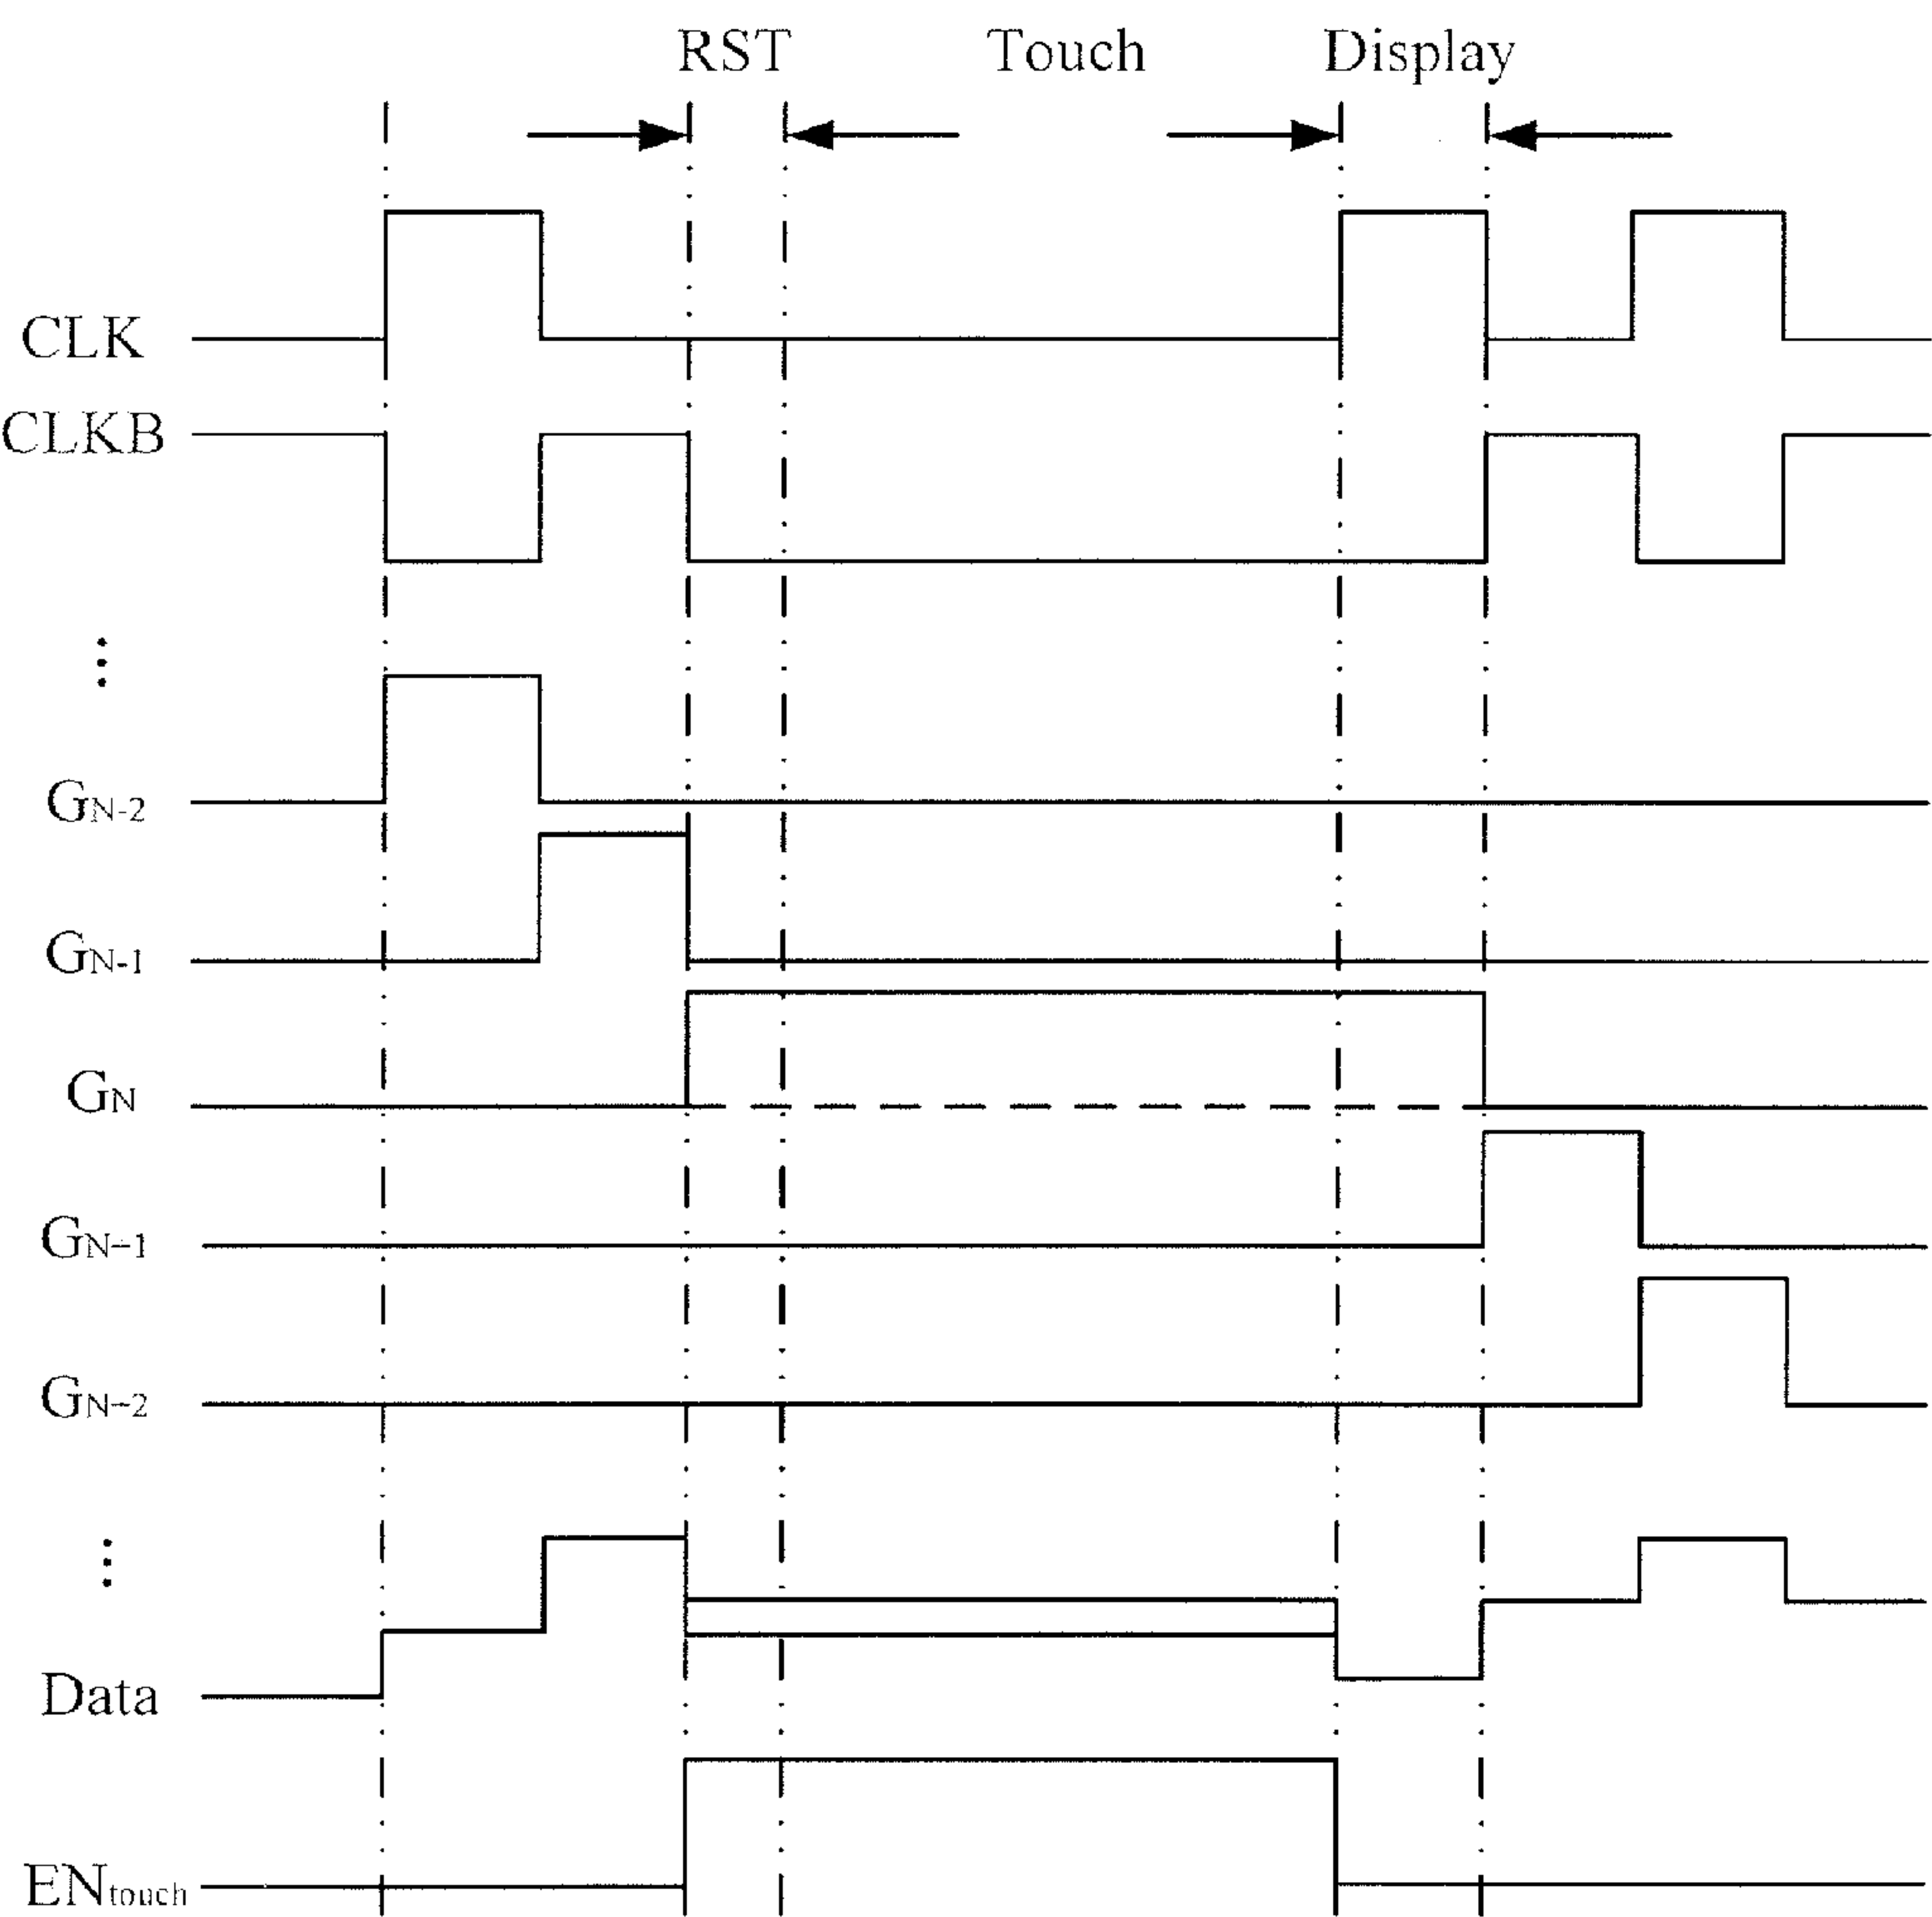 RST Touch Display
CLK
CLKB
⋮
GN-2
GN-1
GN
GN+1
GN+2
⋮
Data
ENtouch